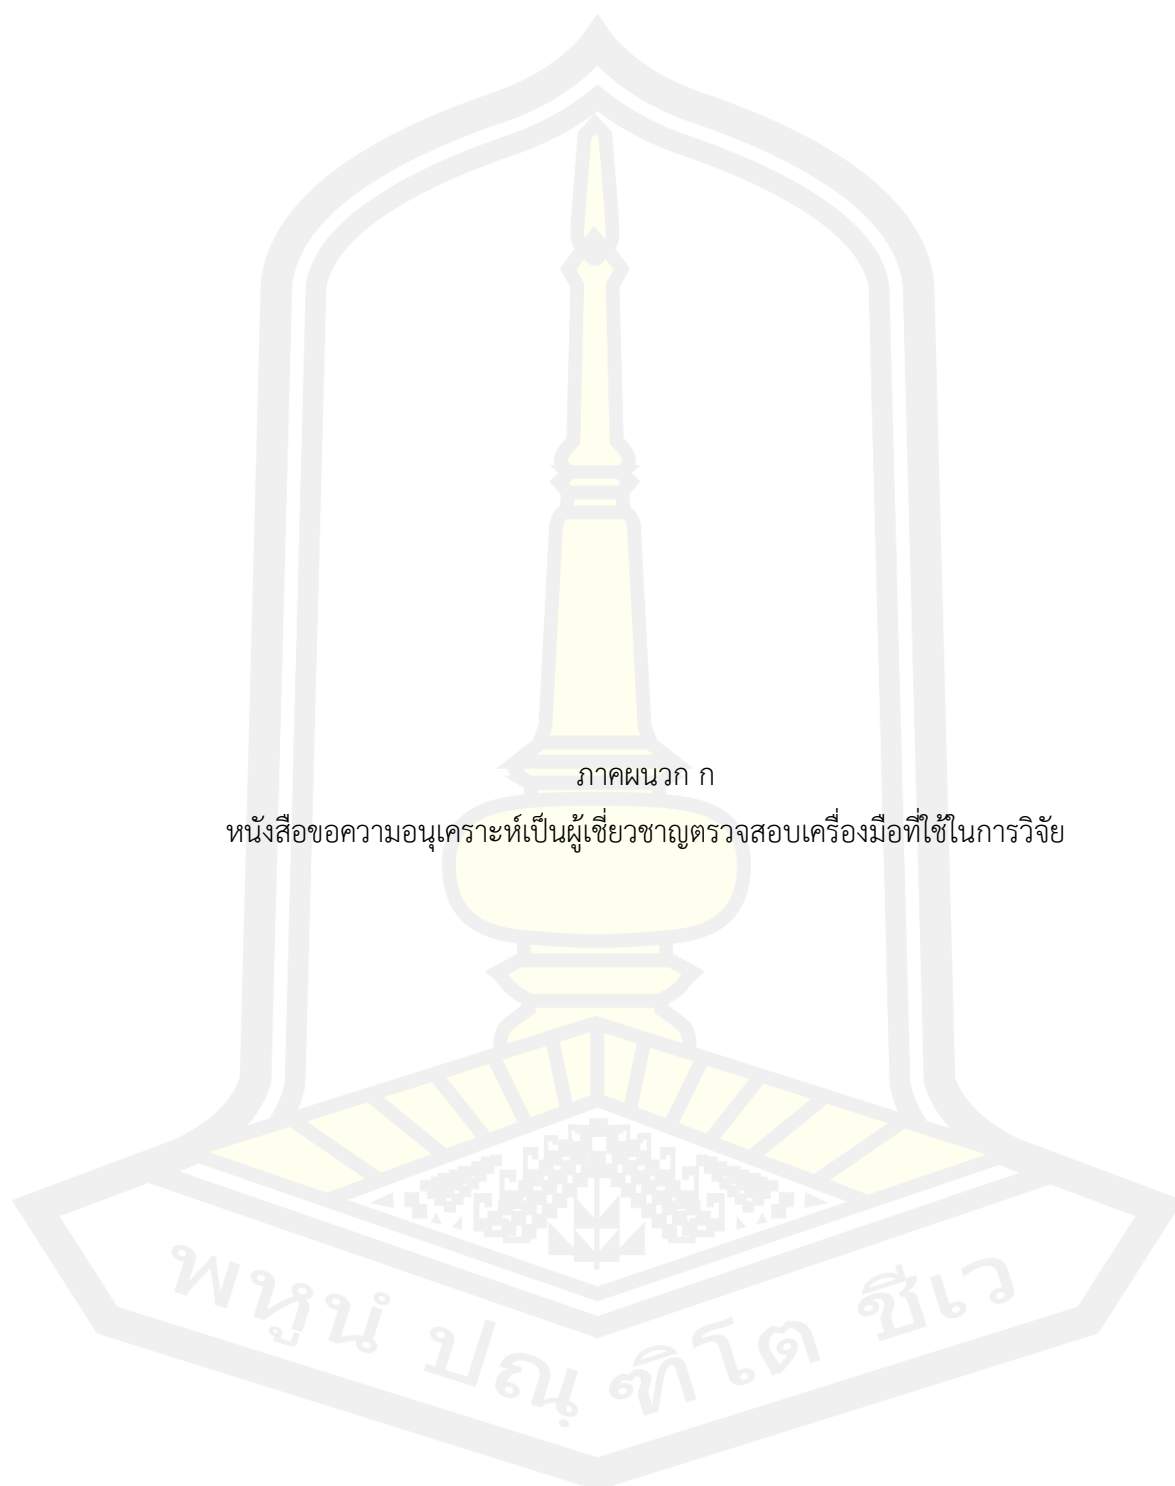 ภาคผนวก ก
หนังสือขอความอนุเคราะห์เป็นผู้เชี่ยวชาญตรวจสอบเครื่องมือที่ใช้ในการวิจัย
พหูนํ ปณฺ ฑิโต ชีเว